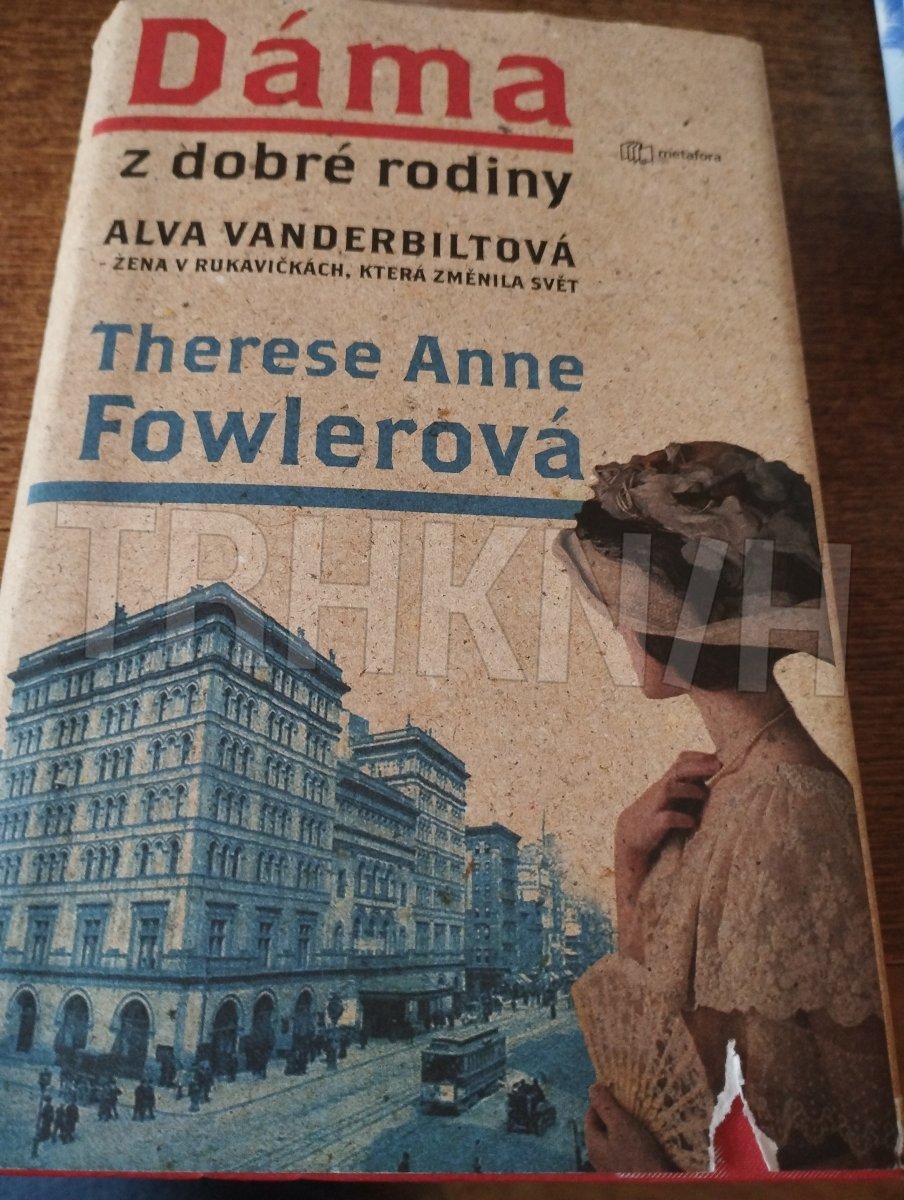 Dáma
z dobré rodiny
metafora
ALVA VANDERBILTOVÁ
- ŽENA V RUKAVIČKÁCH, KTERÁ ZMĚNILA SVĚT
Therese Anne
Fowlerová
TRHKNIH